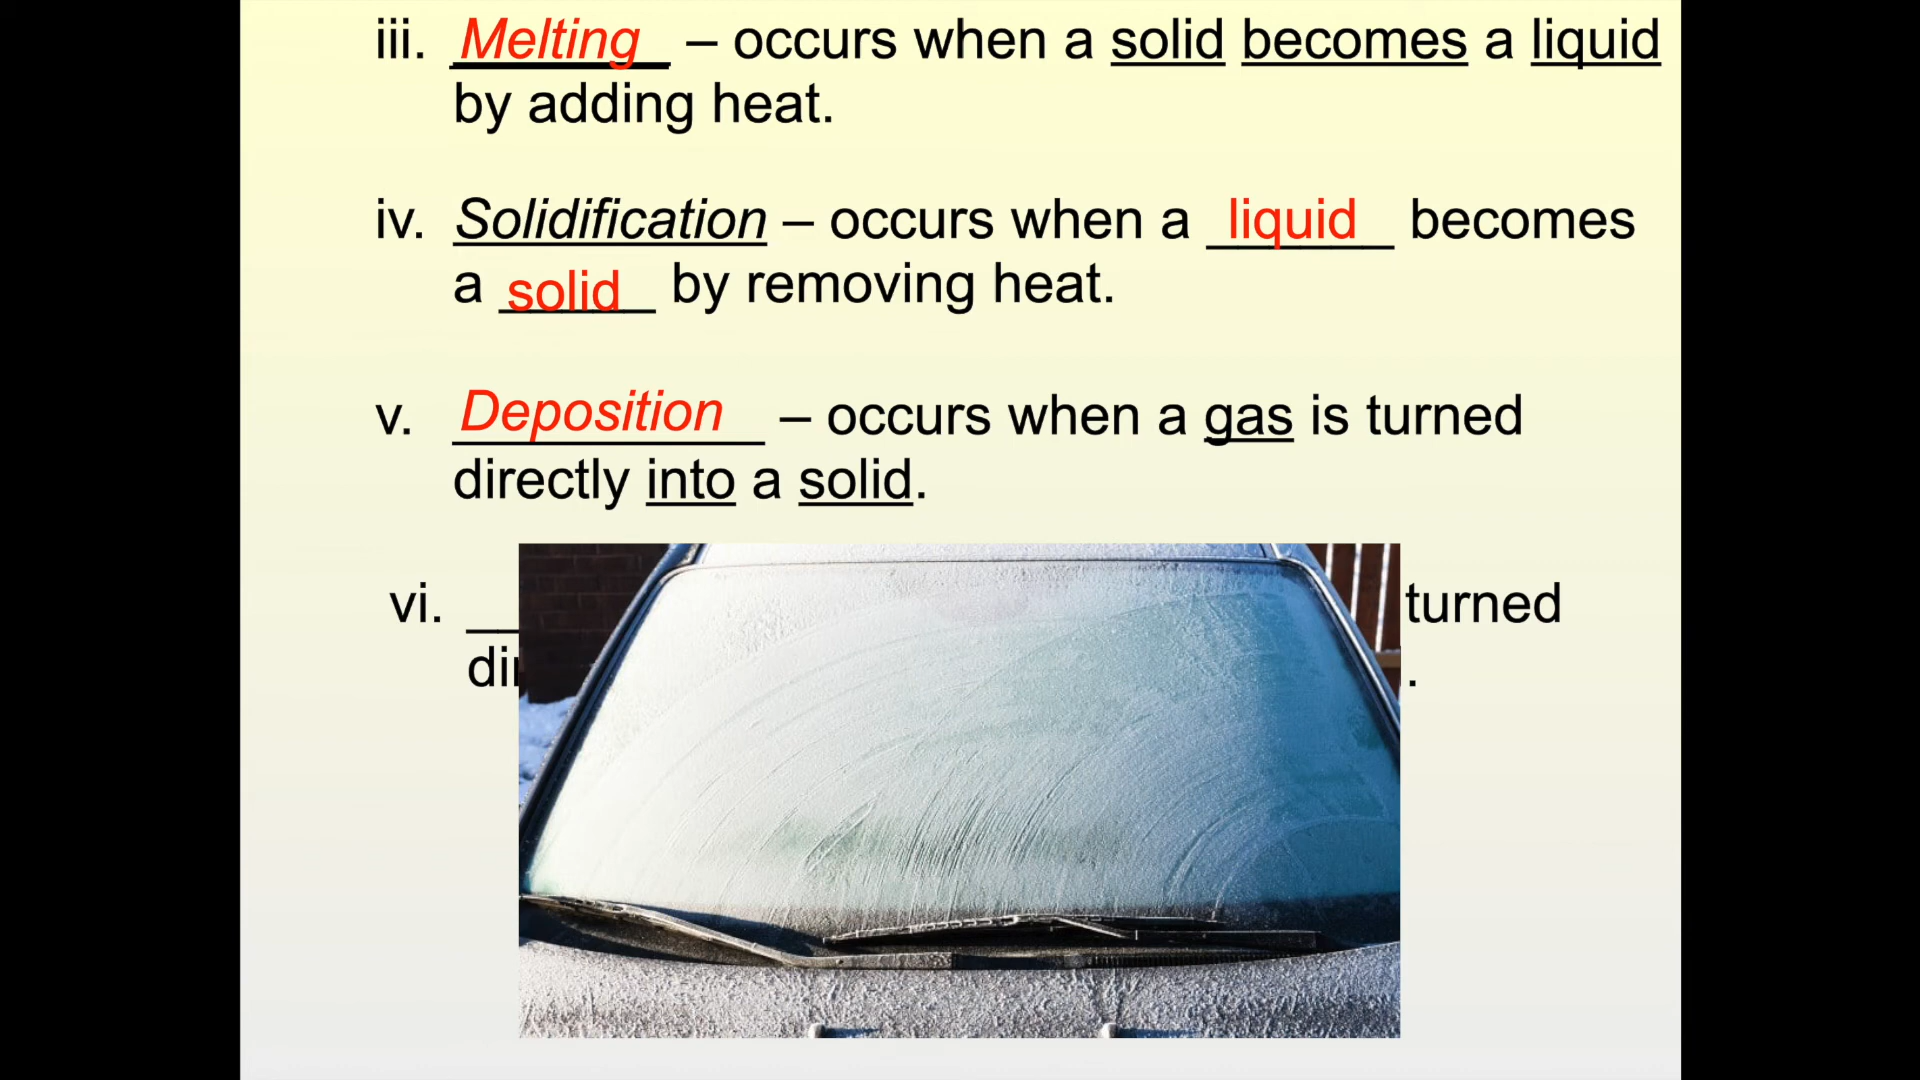 iii. Melting – occurs when a solid becomes a liquid
by adding heat.
iv. Solidification – occurs when a liquid becomes
a solid by removing heat.
v. Deposition – occurs when a gas is turned
directly into a solid.
vi. turned
.